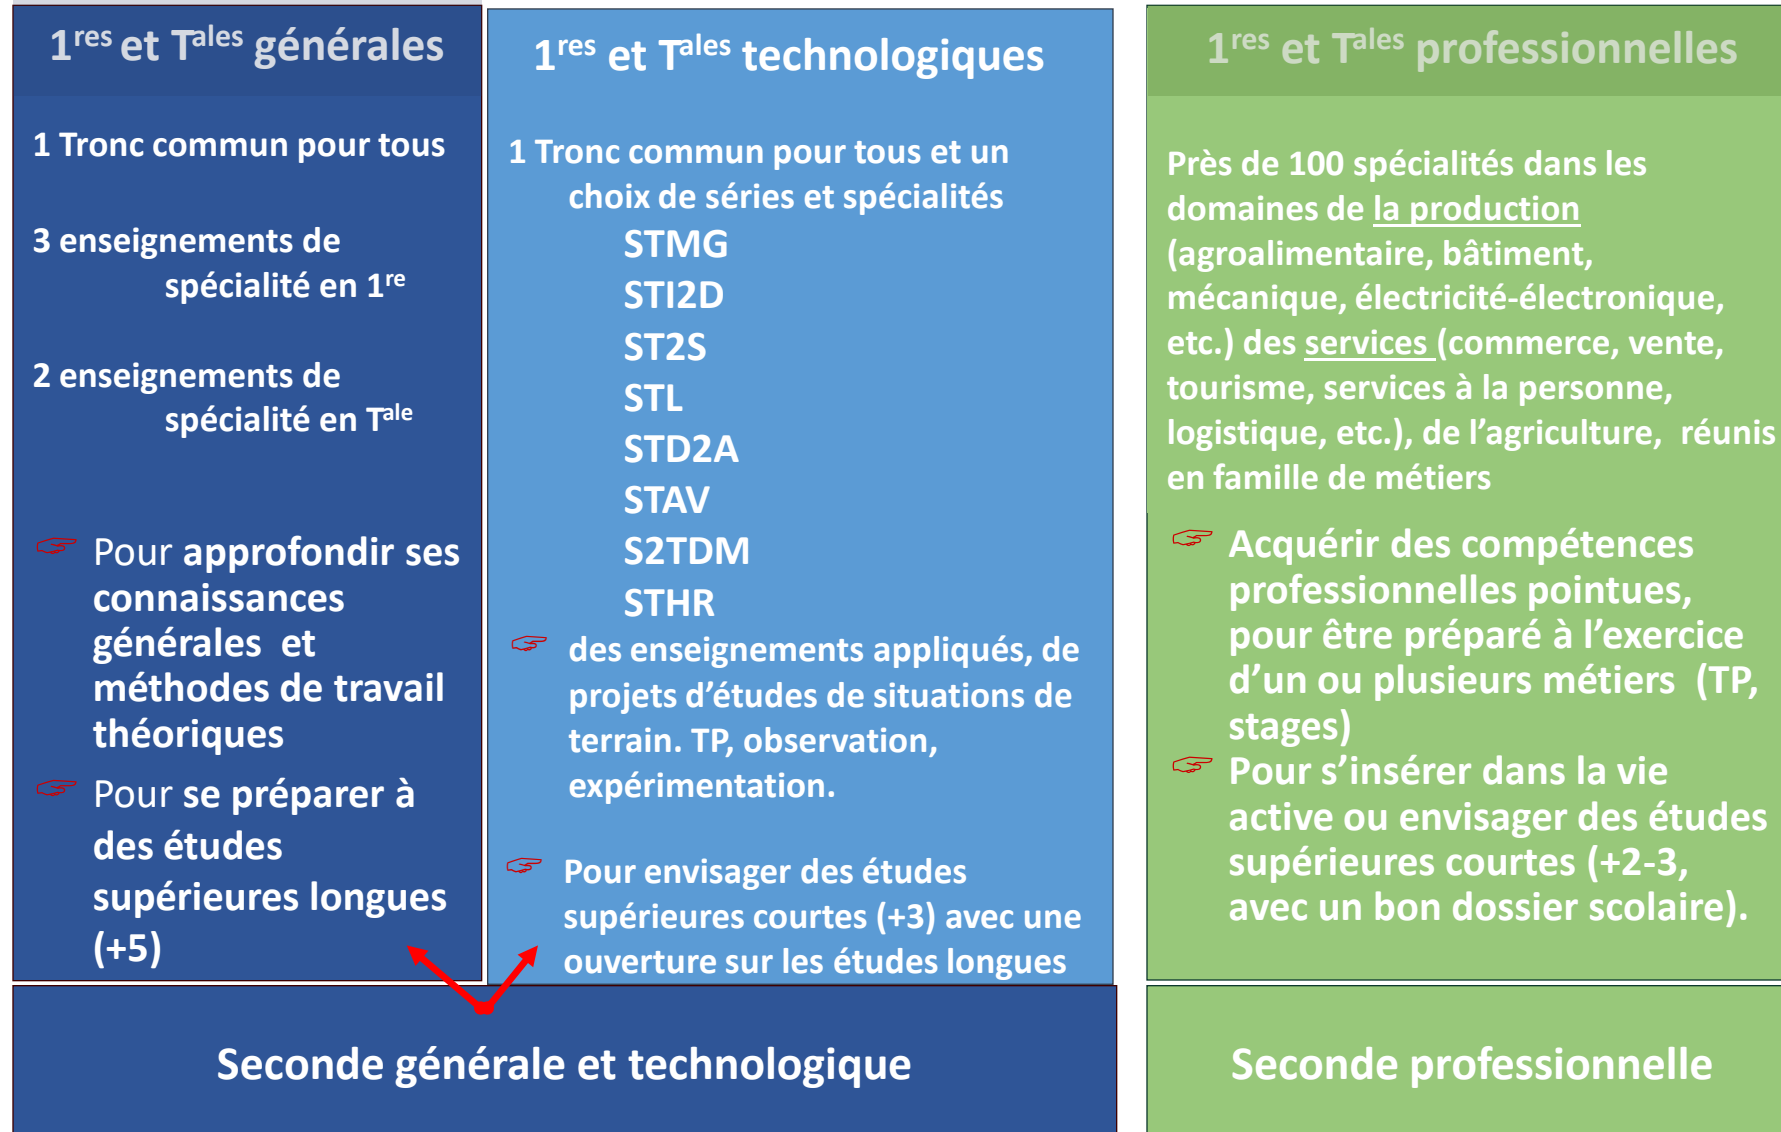 1res et Tales générales
1 Tronc commun pour tous
3 enseignements de
spécialité en 1re
2 enseignements de
spécialité en Tale
Pour approfondir ses
connaissances
générales et
méthodes de travail
théoriques
Pour se préparer à
des études
supérieures longues
(+5)
1res et Tales technologiques
1 Tronc commun pour tous et un
choix de séries et spécialités
STMG
STI2D
ST2S
STL
STD2A
STAV
S2TDM
STHR
des enseignements appliqués, de
projets d’études de situations de
terrain. TP, observation,
expérimentation.
Pour envisager des études
supérieures courtes (+3) avec une
ouverture sur les études longues
Seconde générale et technologique
1res et Tales professionnelles
Près de 100 spécialités dans les
domaines de la production
(agroalimentaire, bâtiment,
mécanique, électricité-électronique,
etc.) des services (commerce, vente,
tourisme, services à la personne,
logistique, etc.), de l’agriculture, réunis
en famille de métiers
Acquérir des compétences
professionnelles pointues,
pour être préparé à l’exercice
d’un ou plusieurs métiers (TP,
stages)
Pour s’insérer dans la vie
active ou envisager des études
supérieures courtes (+2-3,
avec un bon dossier scolaire).
Seconde professionnelle